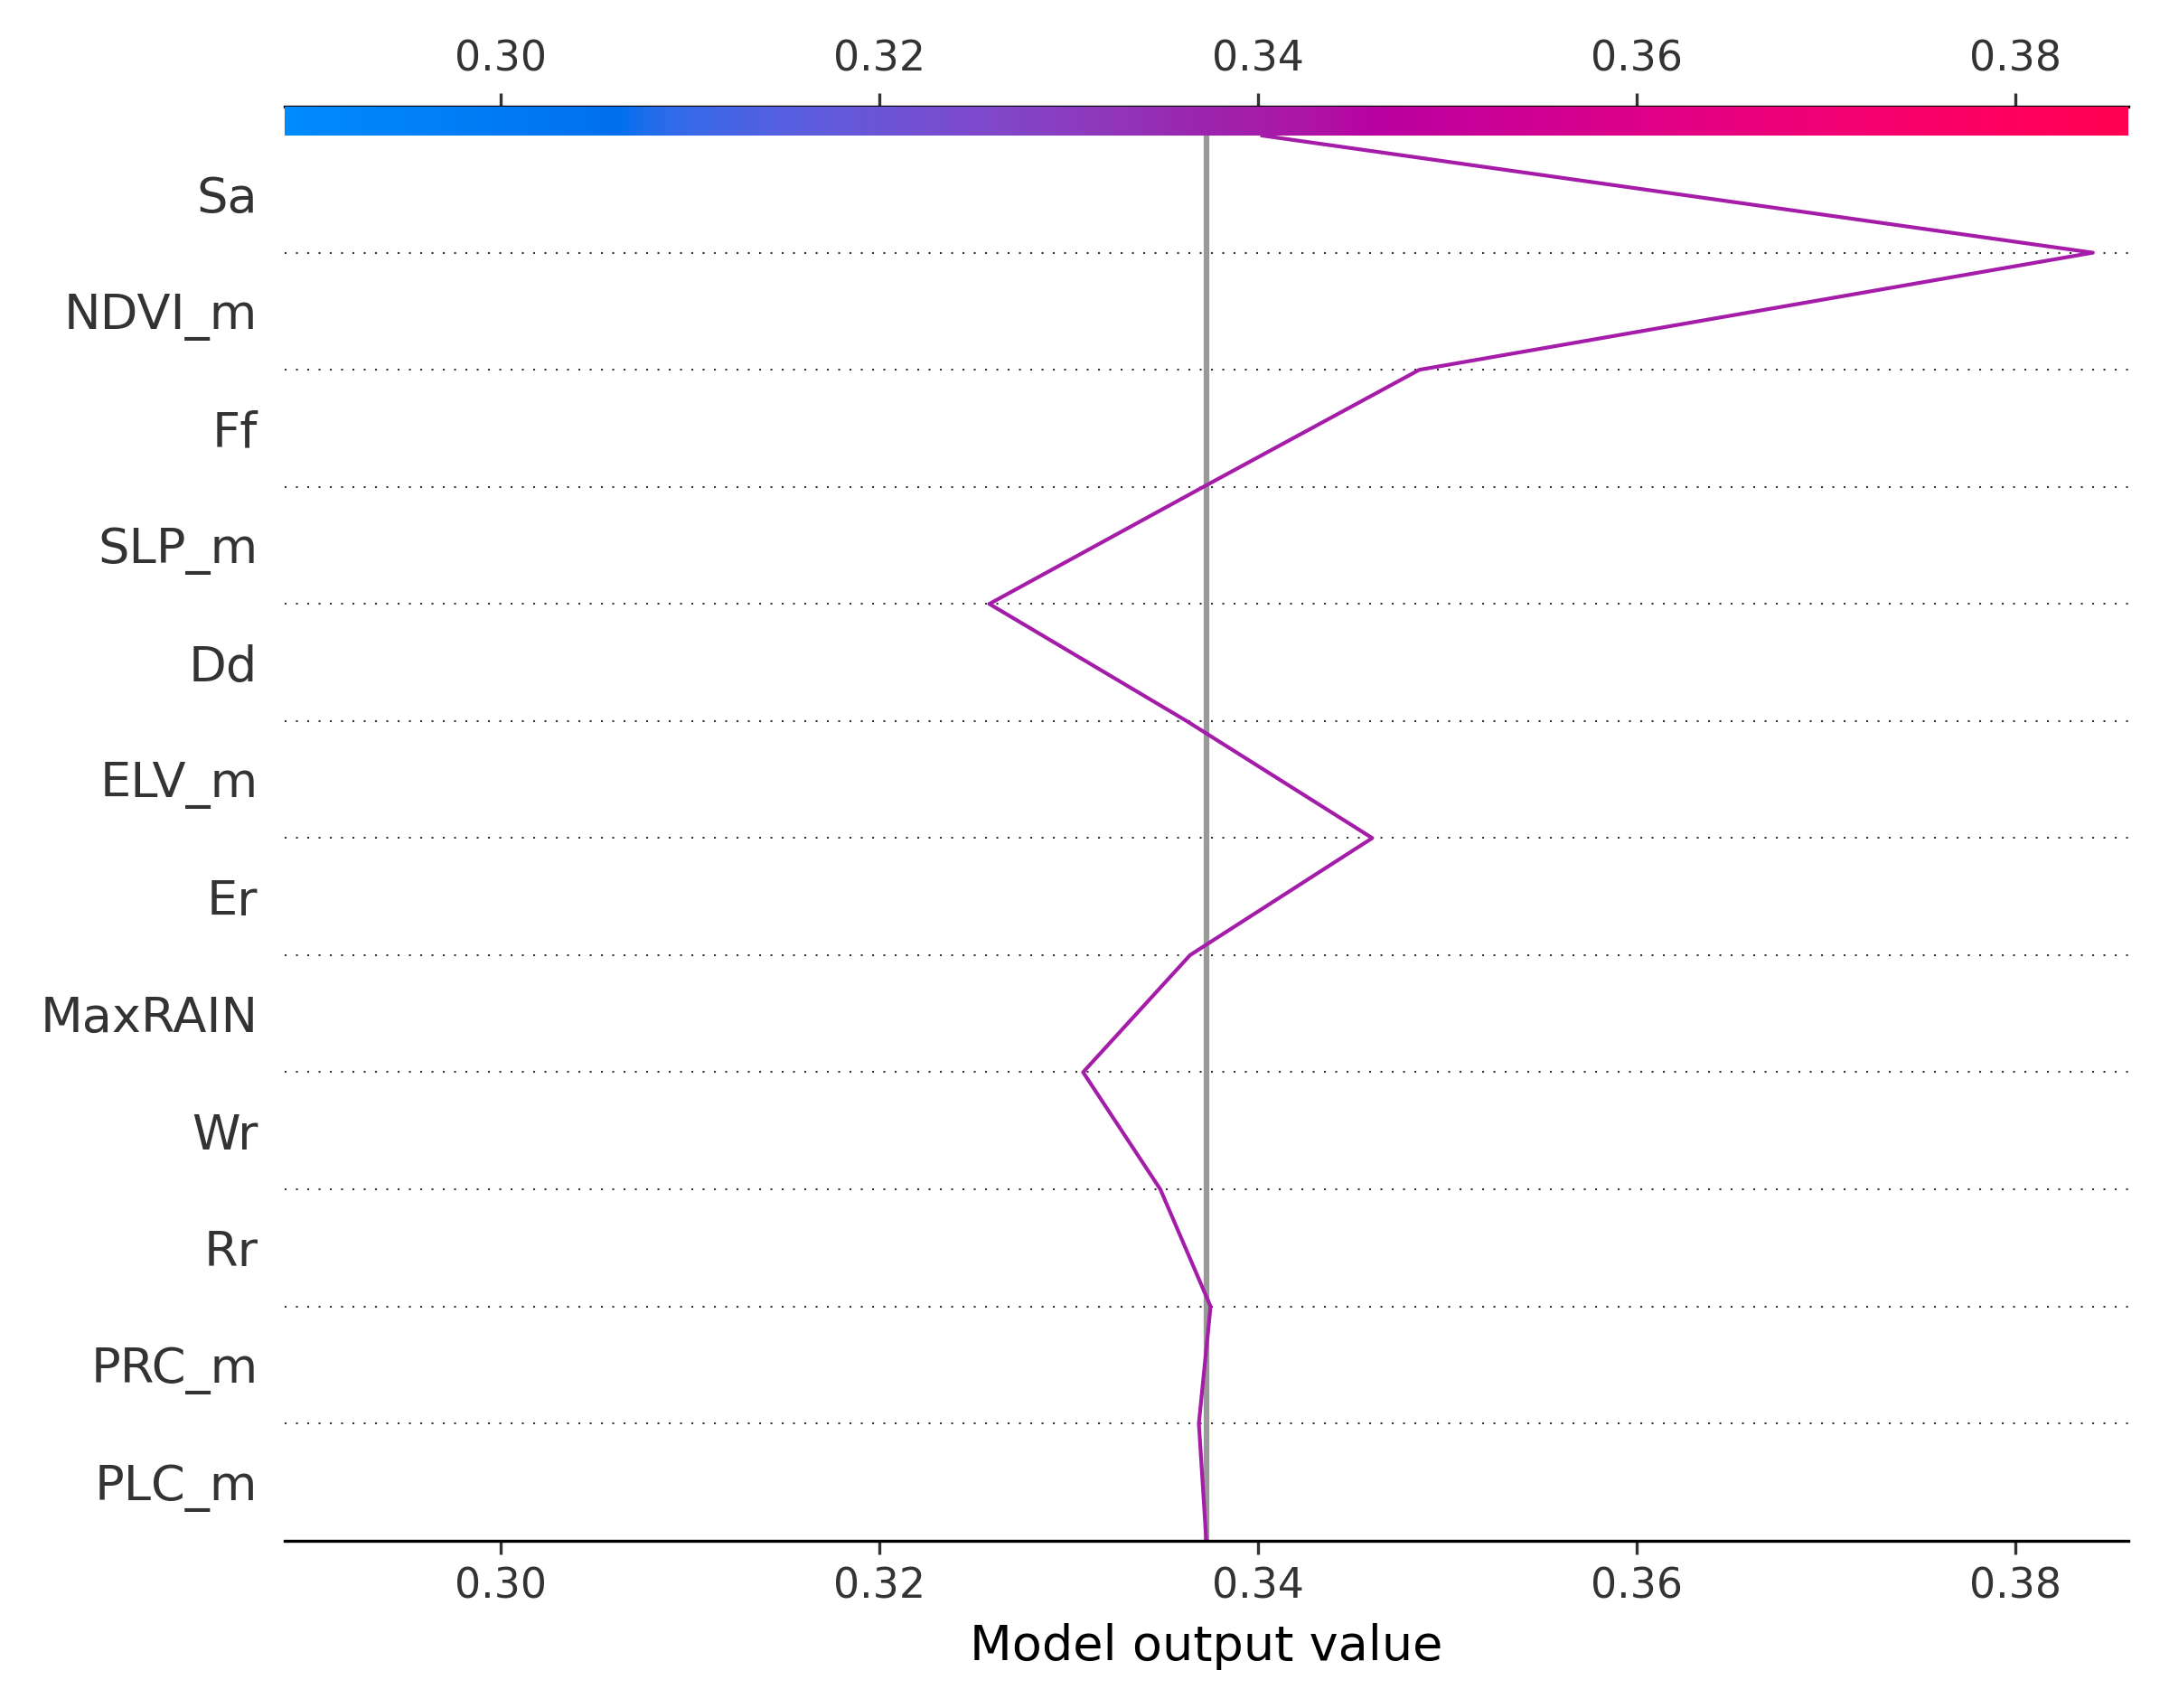 0.30 0.32 0.34 0.36 0.38
Sa
NDVI_m
Ff
SLP_m
Dd
ELV_m
Er
MaxRAIN
Wr
Rr
PRC_m
PLC_m
0.30 0.32 0.34 0.36 0.38
Model output value